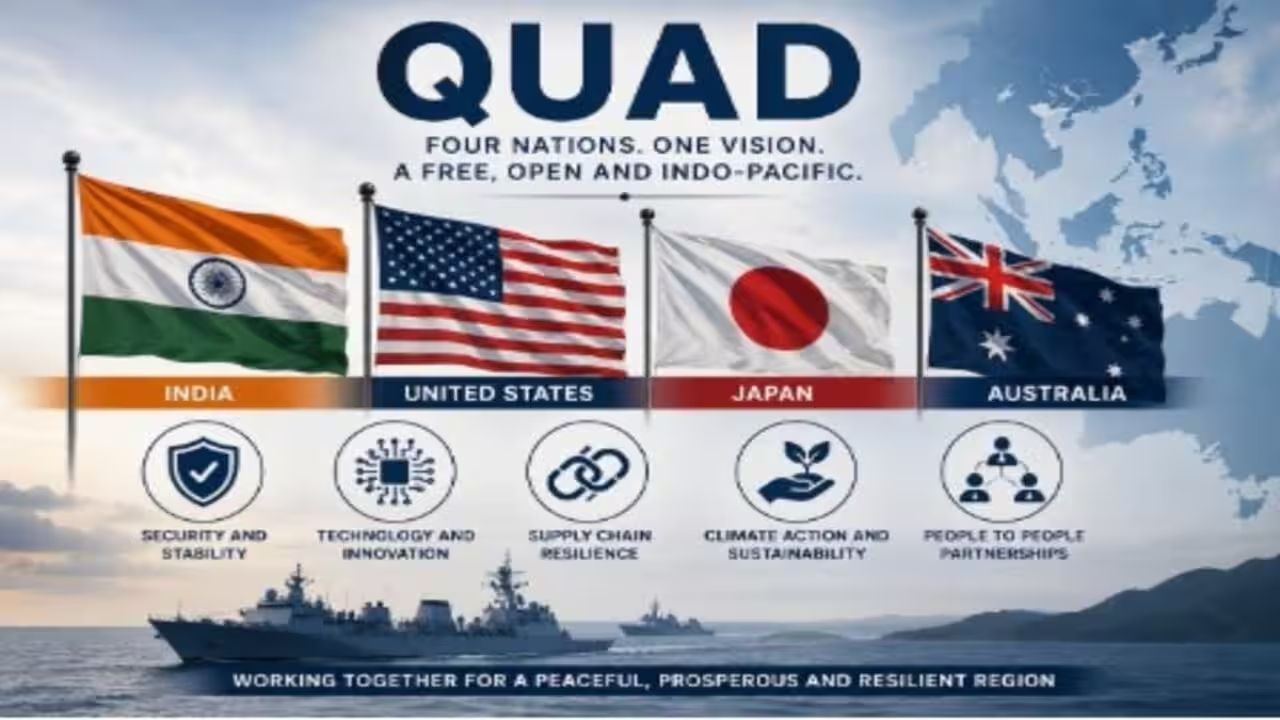 QUAD
FOUR NATIONS. ONE VISION.
A FREE, OPEN AND INDO-PACIFIC.
INDIA
UNITED STATES
JAPAN
AUSTRALIA
SECURITY AND
STABILITY
TECHNOLOGY AND
INNOVATION
SUPPLY CHAIN
RESILIENCE
CLIMATE ACTION AND
SUSTAINABILITY
PEOPLE TO PEOPLE
PARTNERSHIPS
WORKING TOGETHER FOR A PEACEFUL, PROSPEROUS AND RESILIENT REGION